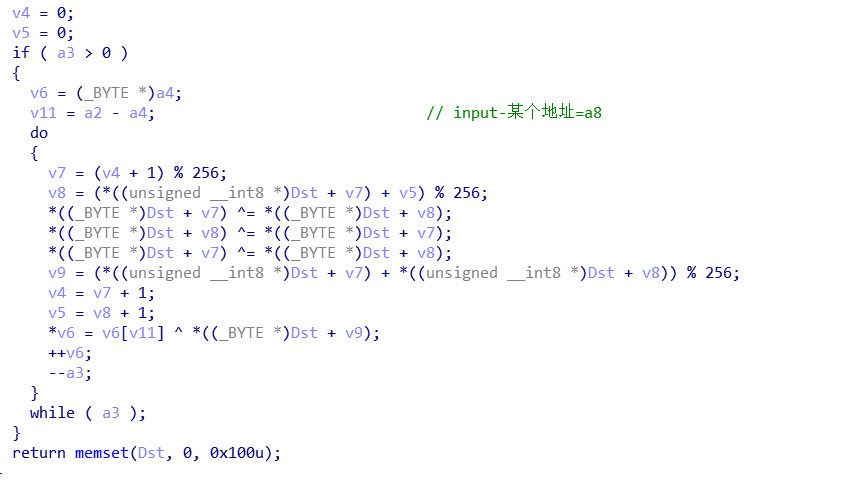 v4 = 0;
v5 = 0;
if ( a3 > 0 )
{
  v6 = (_BYTE *)a4;
  v11 = a2 - a4;                              // input-某个地址=a8
  do
  {
    v7 = (v4 + 1) % 256;
    v8 = (*((unsigned __int8 *)Dst + v7) + v5) % 256;
    *((_BYTE *)Dst + v7) ^= *((_BYTE *)Dst + v8);
    *((_BYTE *)Dst + v8) ^= *((_BYTE *)Dst + v7);
    *((_BYTE *)Dst + v7) ^= *((_BYTE *)Dst + v8);
    v9 = (*((unsigned __int8 *)Dst + v7) + *((unsigned __int8 *)Dst + v8)) % 256;
    v4 = v7 + 1;
    v5 = v8 + 1;
    *v6 = v6[v11] ^ *((_BYTE *)Dst + v9);
    ++v6;
    --a3;
  }
  while ( a3 );
}
return memset(Dst, 0, 0x100u);